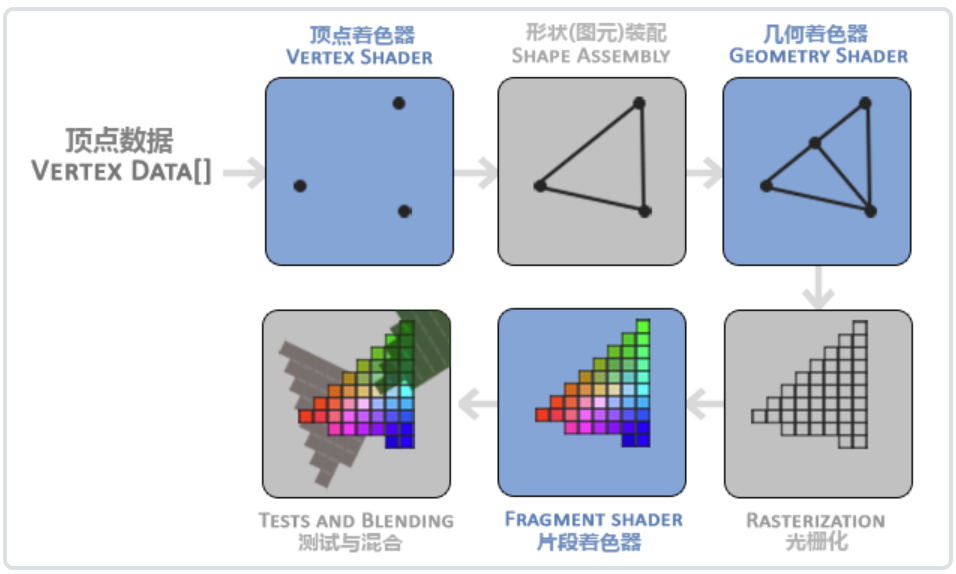 顶点着色器
VERTEX SHADER
形状(图元)装配
SHAPE ASSEMBLY
几何着色器
GEOMETRY SHADER
顶点数据
VERTEX DATA[]
TESTS AND BLENDING
测试与混合
FRAGMENT SHADER
片段着色器
RASTERIZATION
光栅化